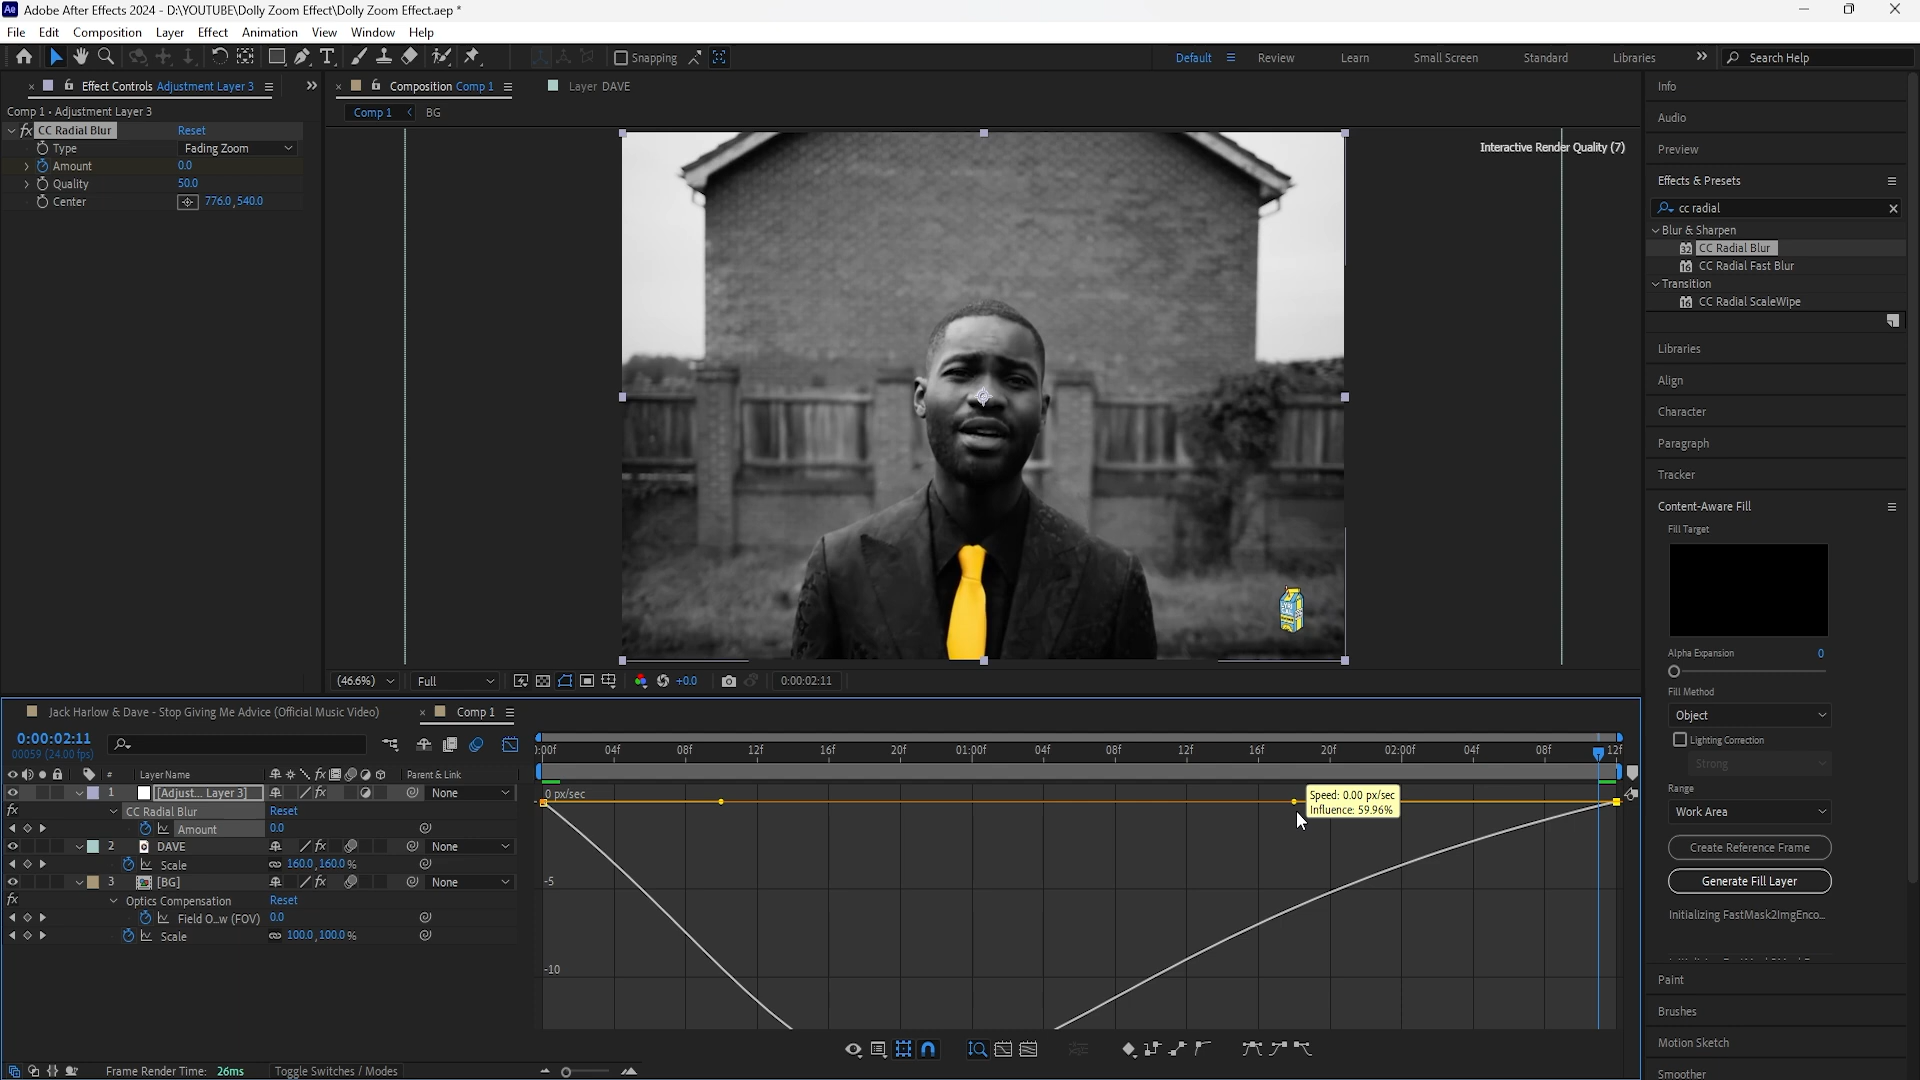 Adobe After Effects 2024 - D:\YOUTUBE\Dolly Zoom Effect\Dolly Zoom Effect.aep *
File Edit Composition Layer Effect Animation View Window Help
Snapping
Default Review Learn Small Screen Standard Libraries Search Help
Effect Controls Adjustment Layer 3
Composition Comp 1
Layer DAVE
Info
Comp 1 • Adjustment Layer 3
Comp 1 BG
fx CC Radial Blur Reset
Type Fading Zoom
Amount 0.0
Quality 50.0
Center 776.0, 540.0
Interactive Render Quality (7)
Audio
Preview
Effects & Presets
cc radial
Blur & Sharpen
CC Radial Blur
CC Radial Fast Blur
Transition
CC Radial ScaleWipe
Libraries
Align
Character
Paragraph
Tracker
Content-Aware Fill
Fill Target
Alpha Expansion 0
Fill Method
Object
Lighting Correction
Strong
Range
Work Area
Create Reference Frame
Generate Fill Layer
Initializing FastMask2ImgEnco...
Paint
Brushes
Motion Sketch
Smoother
(46.6%) Full +0.0 0:00:02:11
Jack Harlow & Dave - Stop Giving Me Advice (Official Music Video)
Comp 1
0:00:02:11
00059 (24.00 fps)
# Layer Name Parent & Link
:00f 04f 08f 12f 16f 20f 01:00f 04f 08f 12f 16f 20f 02:00f 04f 08f 12f
1 [Adjust... Layer 3] None
CC Radial Blur Reset
Amount 0.0
2 DAVE None
Scale 160.0, 160.0 %
3 [BG] None
Optics Compensation Reset
Field O...w (FOV) 0.0
Scale 100.0, 100.0 %
0 px/sec
-5
-10
Speed: 0.00 px/sec
Influence: 59.96%
Frame Render Time: 26ms
Toggle Switches / Modes